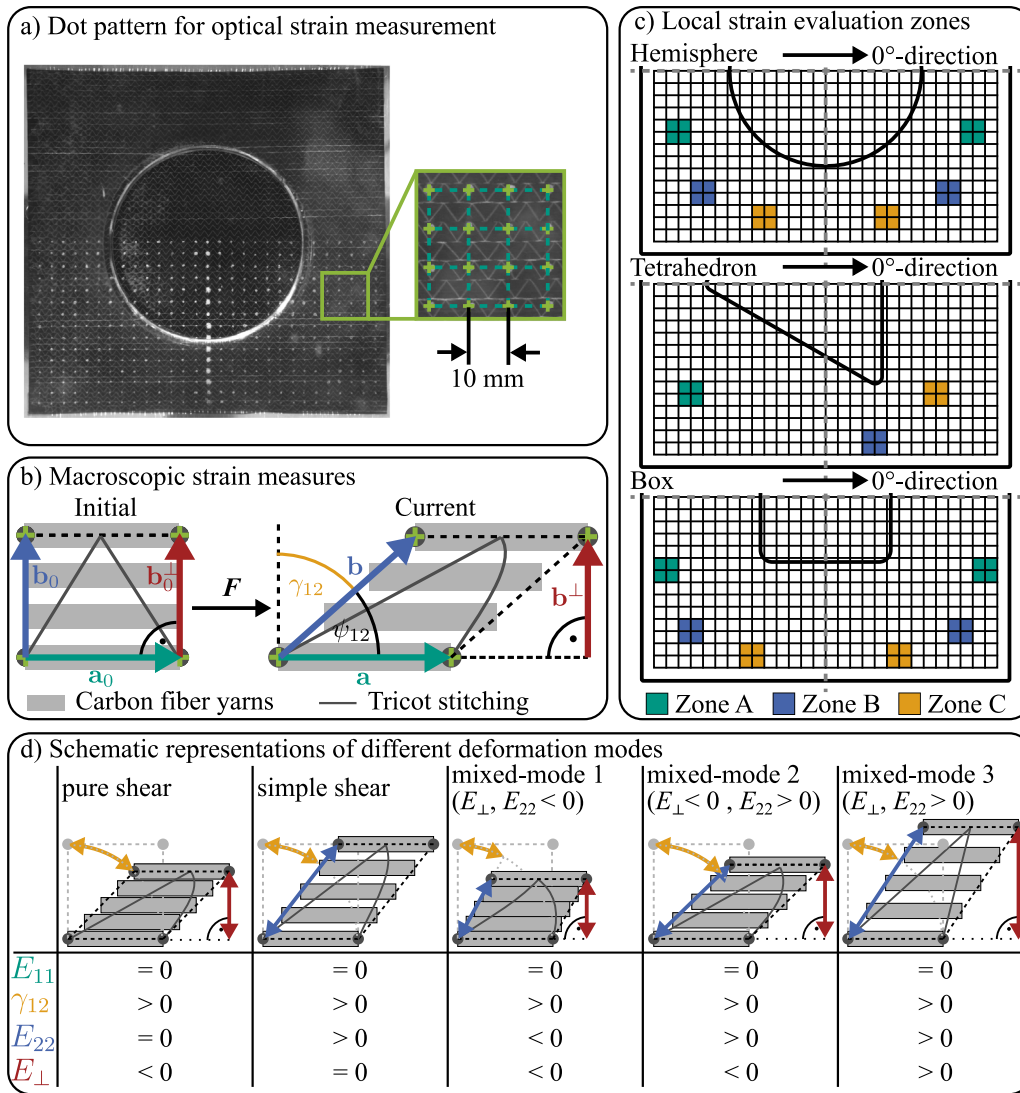 a) Dot pattern for optical strain measurement
10 mm
b) Macroscopic strain measures
Initial
Current
b₀
b₀⊥
F
γ₁₂
b
ψ₁₂
b⊥
a₀
a
Carbon fiber yarns
Tricot stitching
c) Local strain evaluation zones
Hemisphere
0°-direction
Tetrahedron
0°-direction
Box
0°-direction
Zone A
Zone B
Zone C
d) Schematic representations of different deformation modes
pure shear
simple shear
mixed-mode 1
(E⊥, E₂₂ < 0)
mixed-mode 2
(E⊥ < 0 , E₂₂ > 0)
mixed-mode 3
(E⊥, E₂₂ > 0)
E₁₁ = 0 = 0 = 0 = 0 = 0
γ₁₂ > 0 > 0 > 0 > 0 > 0
E₂₂ = 0 > 0 < 0 > 0 > 0
E⊥ < 0 = 0 < 0 < 0 > 0